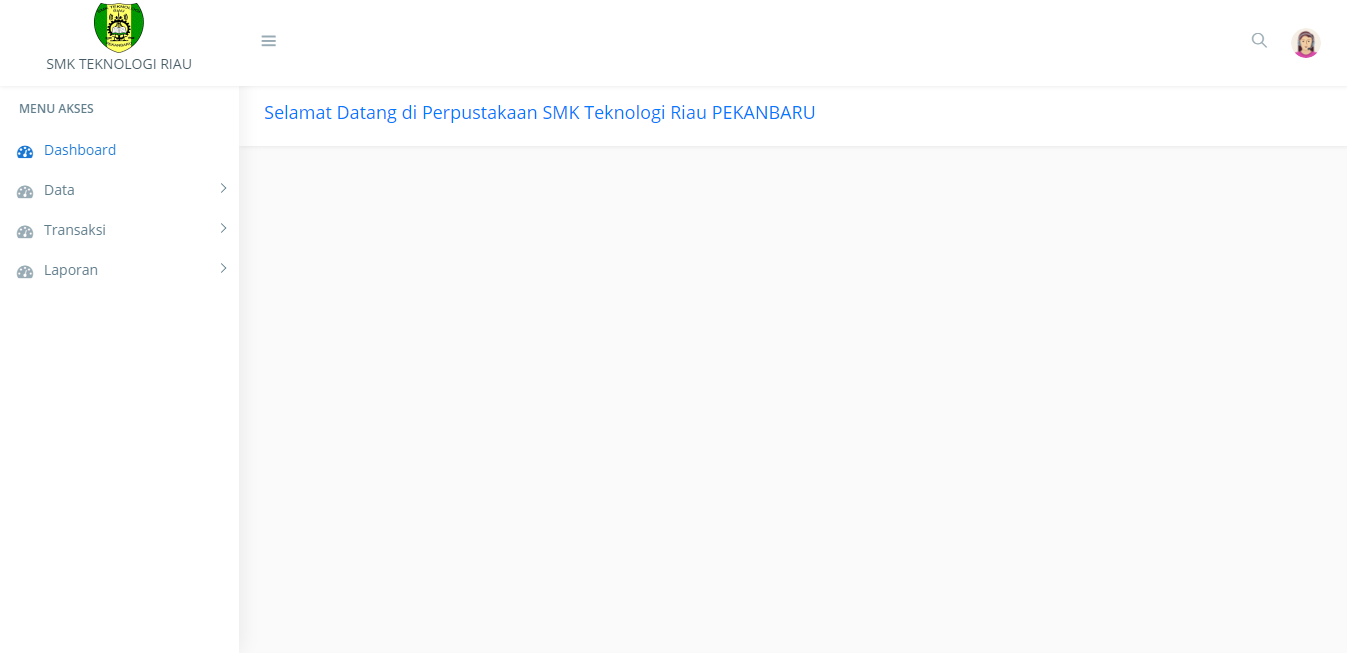 SMK TEKNOLOGI RIAU
MENU AKSES
Dashboard
Data
Transaksi
Laporan
Selamat Datang di Perpustakaan SMK Teknologi Riau PEKANBARU